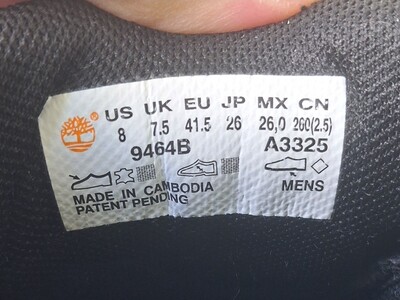 US UK EU JP MX CN
8 7.5 41.5 26 26,0 260(2.5)
9464B A3325
MADE IN CAMBODIA MENS
PATENT PENDING